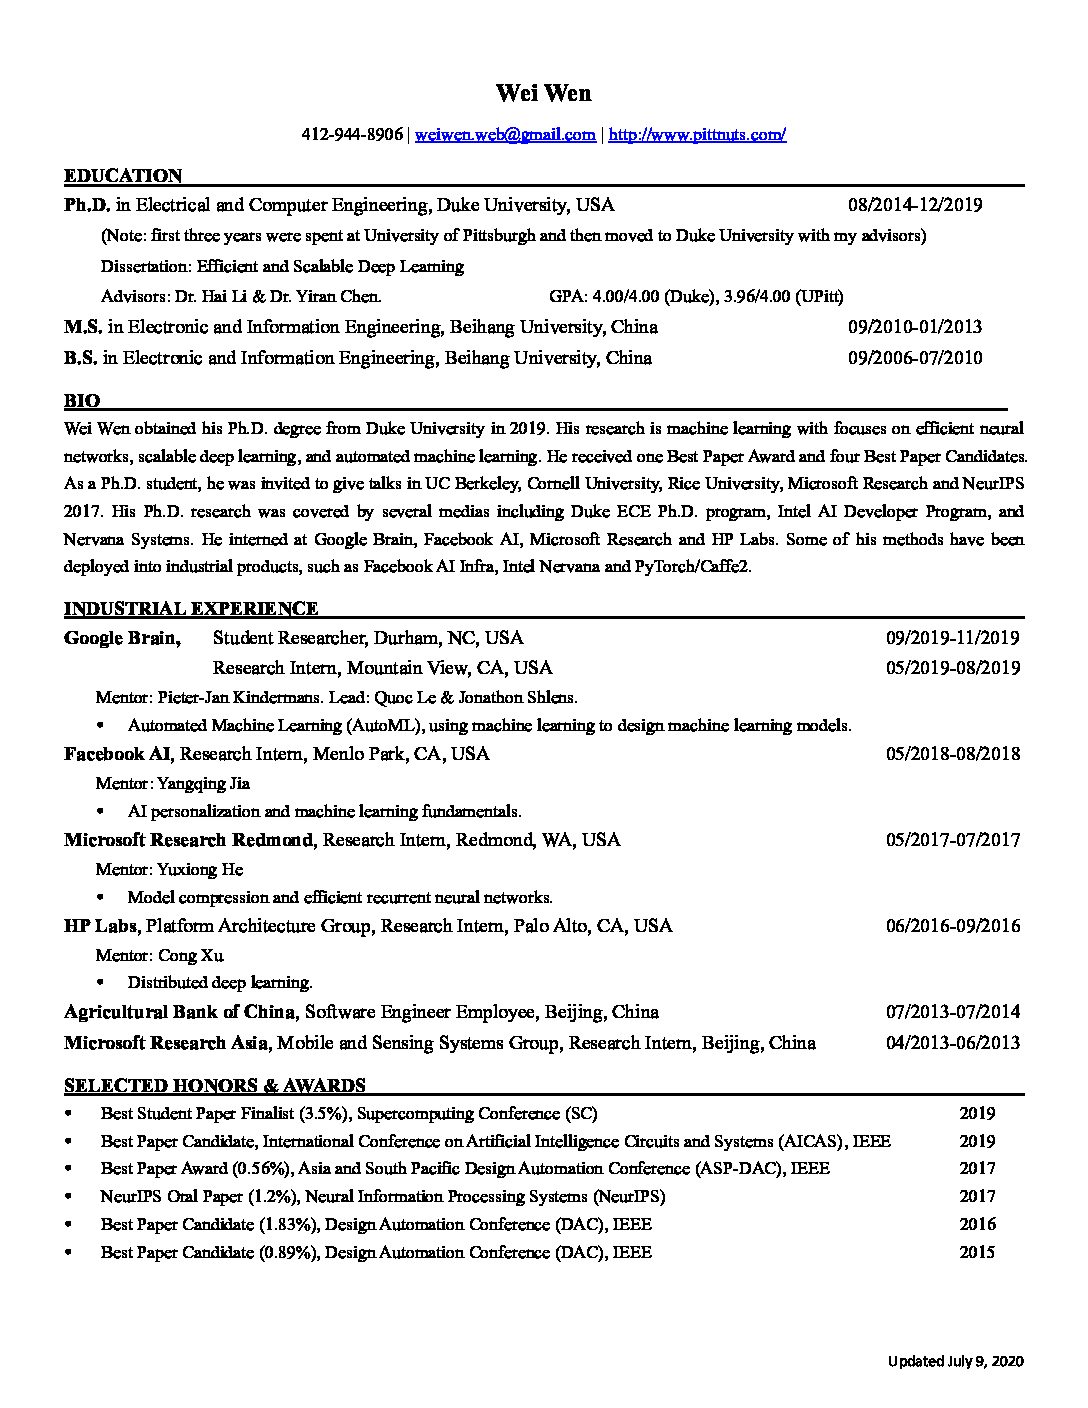 Wei Wen
412-944-8906 | weiwen.web@gmail.com | http://www.pittnuts.com/
EDUCATION
Ph.D. in Electrical and Computer Engineering, Duke University, USA 08/2014-12/2019
(Note: first three years were spent at University of Pittsburgh and then moved to Duke University with my advisors)
Dissertation: Efficient and Scalable Deep Learning
Advisors: Dr. Hai Li & Dr. Yiran Chen. GPA: 4.00/4.00 (Duke), 3.96/4.00 (UPitt)
M.S. in Electronic and Information Engineering, Beihang University, China 09/2010-01/2013
B.S. in Electronic and Information Engineering, Beihang University, China 09/2006-07/2010
BIO
Wei Wen obtained his Ph.D. degree from Duke University in 2019. His research is machine learning with focuses on efficient neural
networks, scalable deep learning, and automated machine learning. He received one Best Paper Award and four Best Paper Candidates.
As a Ph.D. student, he was invited to give talks in UC Berkeley, Cornell University, Rice University, Microsoft Research and NeurIPS
2017. His Ph.D. research was covered by several medias including Duke ECE Ph.D. program, Intel AI Developer Program, and
Nervana Systems. He interned at Google Brain, Facebook AI, Microsoft Research and HP Labs. Some of his methods have been
deployed into industrial products, such as Facebook AI Infra, Intel Nervana and PyTorch/Caffe2.
INDUSTRIAL EXPERIENCE
Google Brain, Student Researcher, Durham, NC, USA 09/2019-11/2019
Research Intern, Mountain View, CA, USA 05/2019-08/2019
Mentor: Pieter-Jan Kindermans. Lead: Quoc Le & Jonathon Shlens.
• Automated Machine Learning (AutoML), using machine learning to design machine learning models.
Facebook AI, Research Intern, Menlo Park, CA, USA 05/2018-08/2018
Mentor: Yangqing Jia
• AI personalization and machine learning fundamentals.
Microsoft Research Redmond, Research Intern, Redmond, WA, USA 05/2017-07/2017
Mentor: Yuxiong He
• Model compression and efficient recurrent neural networks.
HP Labs, Platform Architecture Group, Research Intern, Palo Alto, CA, USA 06/2016-09/2016
Mentor: Cong Xu
• Distributed deep learning.
Agricultural Bank of China, Software Engineer Employee, Beijing, China 07/2013-07/2014
Microsoft Research Asia, Mobile and Sensing Systems Group, Research Intern, Beijing, China 04/2013-06/2013
SELECTED HONORS & AWARDS
• Best Student Paper Finalist (3.5%), Supercomputing Conference (SC) 2019
• Best Paper Candidate, International Conference on Artificial Intelligence Circuits and Systems (AICAS), IEEE 2019
• Best Paper Award (0.56%), Asia and South Pacific Design Automation Conference (ASP-DAC), IEEE 2017
• NeurIPS Oral Paper (1.2%), Neural Information Processing Systems (NeurIPS) 2017
• Best Paper Candidate (1.83%), Design Automation Conference (DAC), IEEE 2016
• Best Paper Candidate (0.89%), Design Automation Conference (DAC), IEEE 2015
Updated July 9, 2020